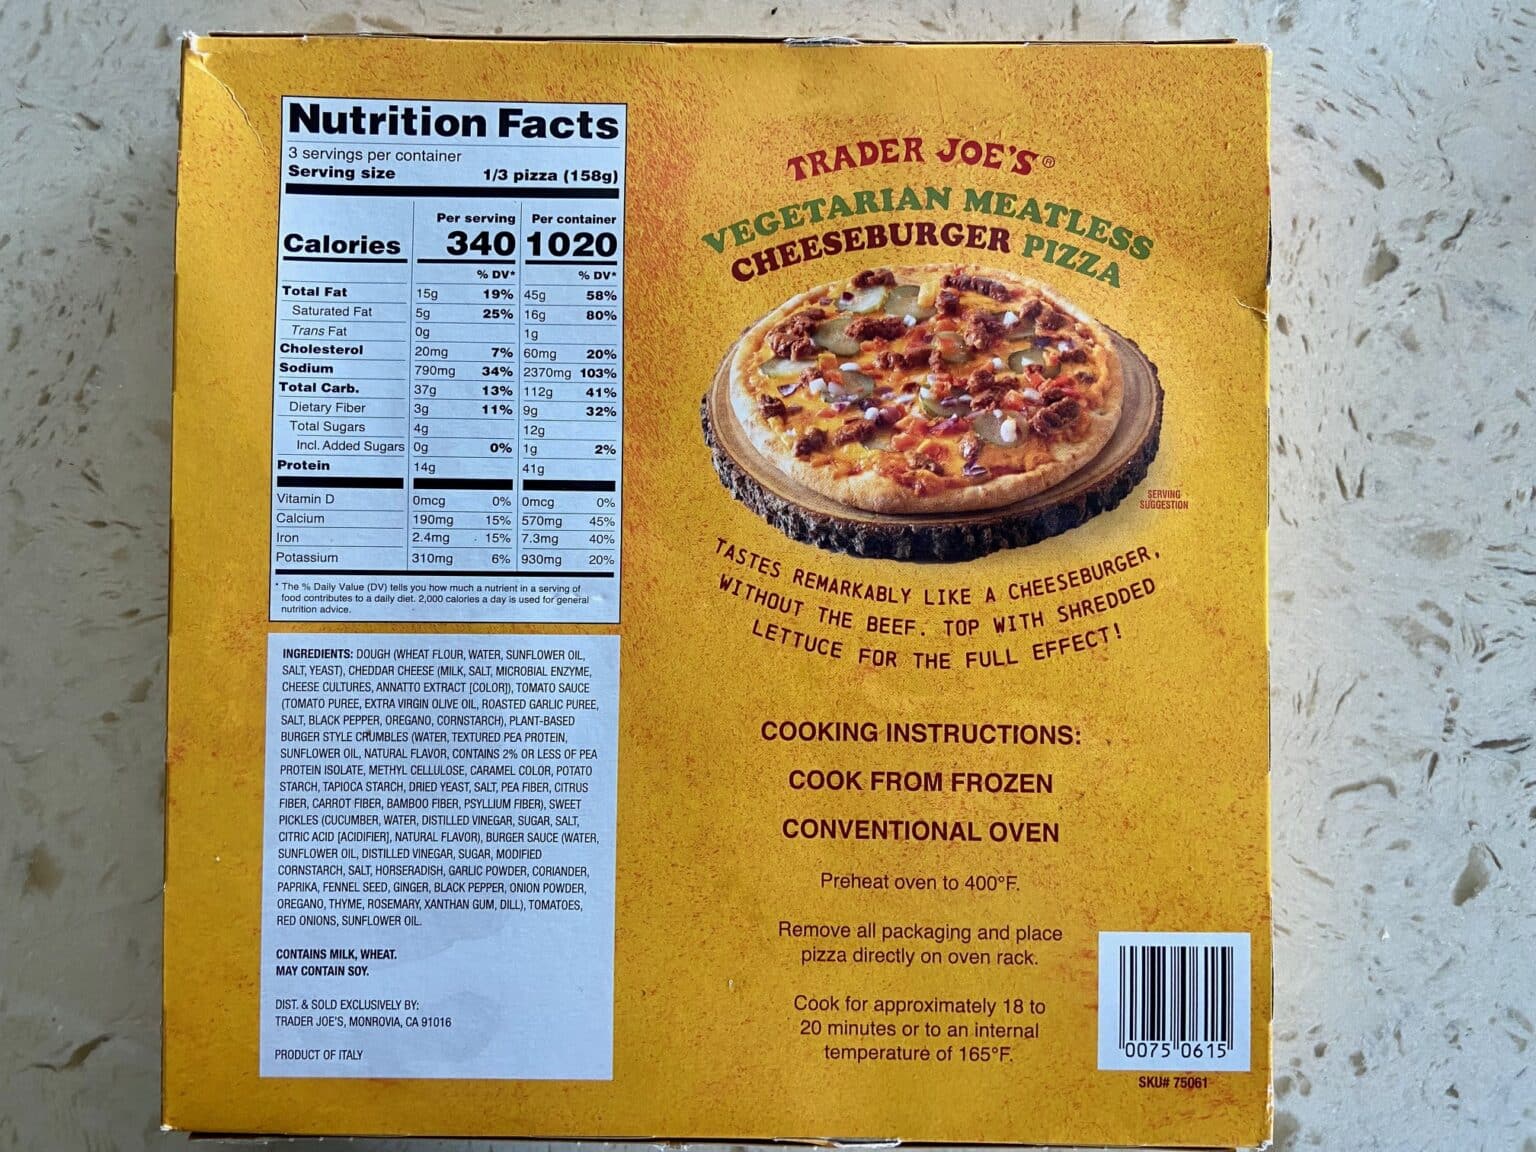 Nutrition Facts
3 servings per container
Serving size 1/3 pizza (158g)
Per serving Per container
Calories 340 1020
% DV* % DV*
Total Fat 15g 19% 45g 58%
Saturated Fat 5g 25% 16g 80%
Trans Fat 0g 1g
Cholesterol 20mg 7% 60mg 20%
Sodium 790mg 34% 2370mg 103%
Total Carb. 37g 13% 112g 41%
Dietary Fiber 3g 11% 9g 32%
Total Sugars 4g 12g
Incl. Added Sugars 0g 0% 1g 2%
Protein 14g 41g
Vitamin D 0mcg 0% 0mcg 0%
Calcium 190mg 15% 570mg 45%
Iron 2.4mg 15% 7.3mg 40%
Potassium 310mg 6% 930mg 20%
* The % Daily Value (DV) tells you how much a nutrient in a serving of
food contributes to a daily diet. 2,000 calories a day is used for general
nutrition advice.
INGREDIENTS: DOUGH (WHEAT FLOUR, WATER, SUNFLOWER OIL,
SALT, YEAST), CHEDDAR CHEESE (MILK, SALT, MICROBIAL ENZYME,
CHEESE CULTURES, ANNATTO EXTRACT [COLOR]), TOMATO SAUCE
(TOMATO PUREE, EXTRA VIRGIN OLIVE OIL, ROASTED GARLIC PUREE,
SALT, BLACK PEPPER, OREGANO, CORNSTARCH), PLANT-BASED
BURGER STYLE CRUMBLES (WATER, TEXTURED PEA PROTEIN,
SUNFLOWER OIL, NATURAL FLAVOR, CONTAINS 2% OR LESS OF PEA
PROTEIN ISOLATE, METHYL CELLULOSE, CARAMEL COLOR, POTATO
STARCH, TAPIOCA STARCH, DRIED YEAST, SALT, PEA FIBER, CITRUS
FIBER, CARROT FIBER, BAMBOO FIBER, PSYLLIUM FIBER), SWEET
PICKLES (CUCUMBER, WATER, DISTILLED VINEGAR, SUGAR, SALT,
CITRIC ACID [ACIDIFIER], NATURAL FLAVOR), BURGER SAUCE (WATER,
SUNFLOWER OIL, DISTILLED VINEGAR, SUGAR, MODIFIED
CORNSTARCH, SALT, HORSERADISH, GARLIC POWDER, CORIANDER,
PAPRIKA, FENNEL SEED, GINGER, BLACK PEPPER, ONION POWDER,
OREGANO, THYME, ROSEMARY, XANTHAN GUM, DILL), TOMATOES,
RED ONIONS, SUNFLOWER OIL.
CONTAINS MILK, WHEAT.
MAY CONTAIN SOY.
DIST. & SOLD EXCLUSIVELY BY:
TRADER JOE'S, MONROVIA, CA 91016
PRODUCT OF ITALY
TRADER JOE'S®
VEGETARIAN MEATLESS
CHEESEBURGER PIZZA
SERVING
SUGGESTION
TASTES REMARKABLY LIKE A CHEESEBURGER,
WITHOUT THE BEEF. TOP WITH SHREDDED
LETTUCE FOR THE FULL EFFECT!
COOKING INSTRUCTIONS:
COOK FROM FROZEN
CONVENTIONAL OVEN
Preheat oven to 400°F.
Remove all packaging and place
pizza directly on oven rack.
Cook for approximately 18 to
20 minutes or to an internal
temperature of 165°F.
0075 0615
SKU# 75061